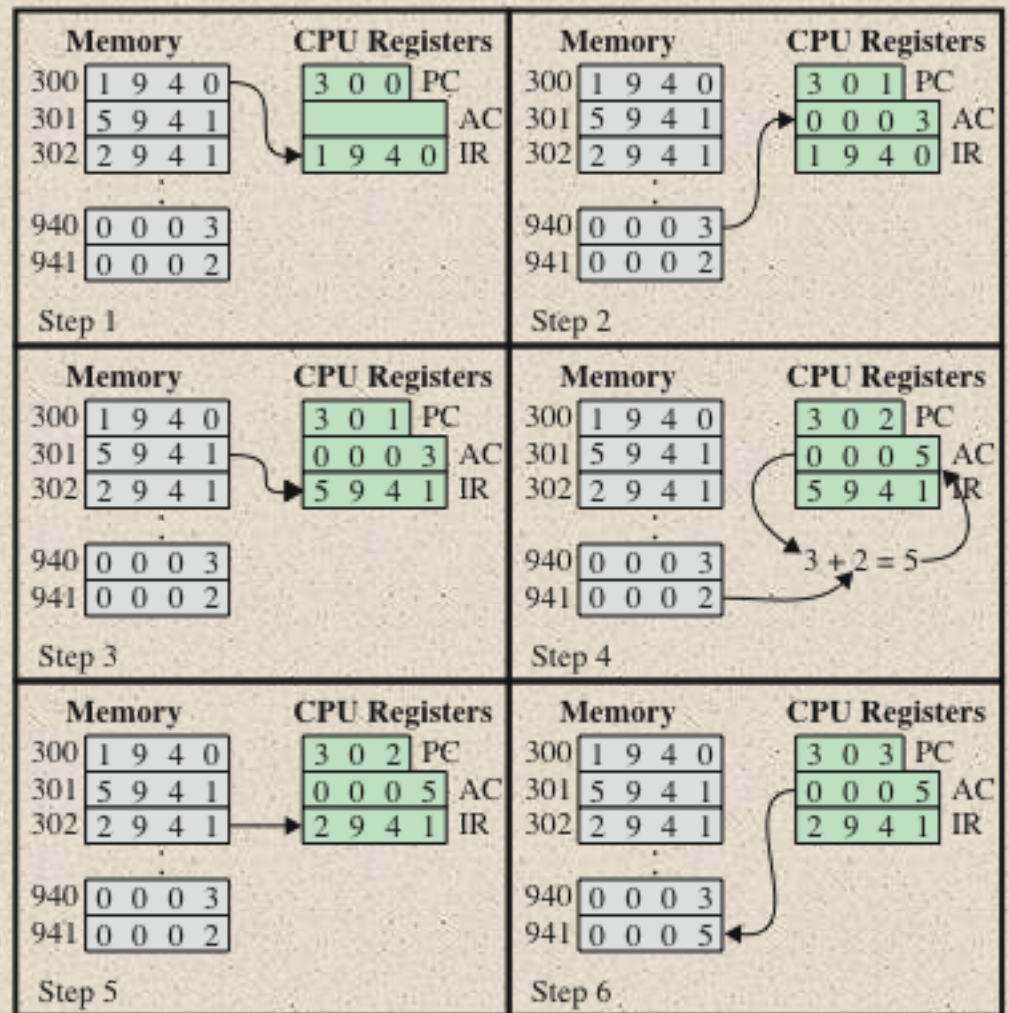 Memory CPU Registers
300 1 9 4 0 3 0 0 PC
301 5 9 4 1 AC
302 2 9 4 1 1 9 4 0 IR
940 0 0 0 3
941 0 0 0 2
Step 1
Memory CPU Registers
300 1 9 4 0 3 0 1 PC
301 5 9 4 1 0 0 0 3 AC
302 2 9 4 1 1 9 4 0 IR
940 0 0 0 3
941 0 0 0 2
Step 2
Memory CPU Registers
300 1 9 4 0 3 0 1 PC
301 5 9 4 1 0 0 0 3 AC
302 2 9 4 1 5 9 4 1 IR
940 0 0 0 3
941 0 0 0 2
Step 3
Memory CPU Registers
300 1 9 4 0 3 0 2 PC
301 5 9 4 1 0 0 0 5 AC
302 2 9 4 1 5 9 4 1 IR
940 0 0 0 3 3 + 2 = 5
941 0 0 0 2
Step 4
Memory CPU Registers
300 1 9 4 0 3 0 2 PC
301 5 9 4 1 0 0 0 5 AC
302 2 9 4 1 2 9 4 1 IR
940 0 0 0 3
941 0 0 0 2
Step 5
Memory CPU Registers
300 1 9 4 0 3 0 3 PC
301 5 9 4 1 0 0 0 5 AC
302 2 9 4 1 2 9 4 1 IR
940 0 0 0 3
941 0 0 0 5
Step 6